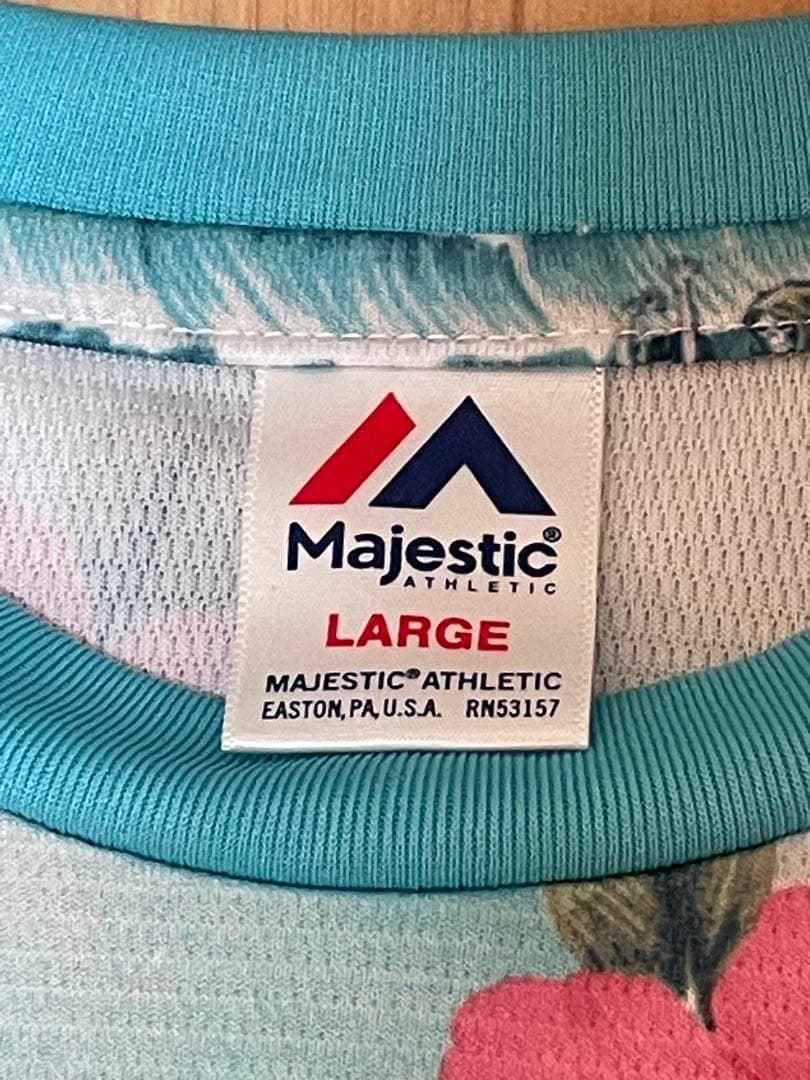 Majestic®
ATHLETIC
LARGE
MAJESTIC® ATHLETIC
EASTON, PA, U.S.A. RN53157